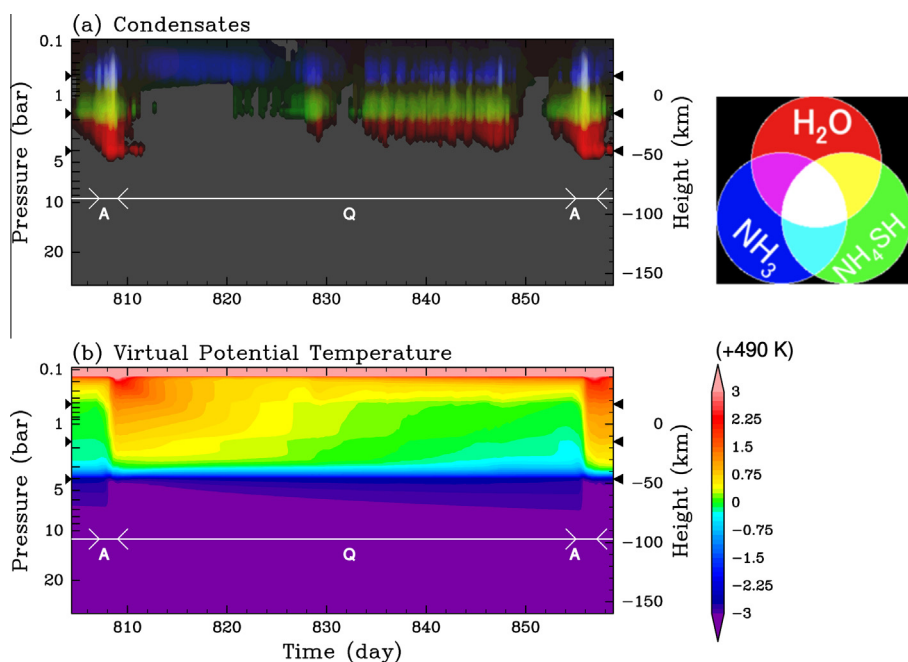 (a) Condensates
0.1
1
5
10
20
Pressure (bar)
0
−50
−100
−150
Height (km)
A
Q
A
810
820
830
840
850
H₂O
NH₃
NH₄SH
(b) Virtual Potential Temperature
0.1
1
5
10
20
Pressure (bar)
0
−50
−100
−150
Height (km)
A
Q
A
810
820
830
840
850
Time (day)
(+490 K)
3
2.25
1.5
0.75
0
−0.75
−1.5
−2.25
−3